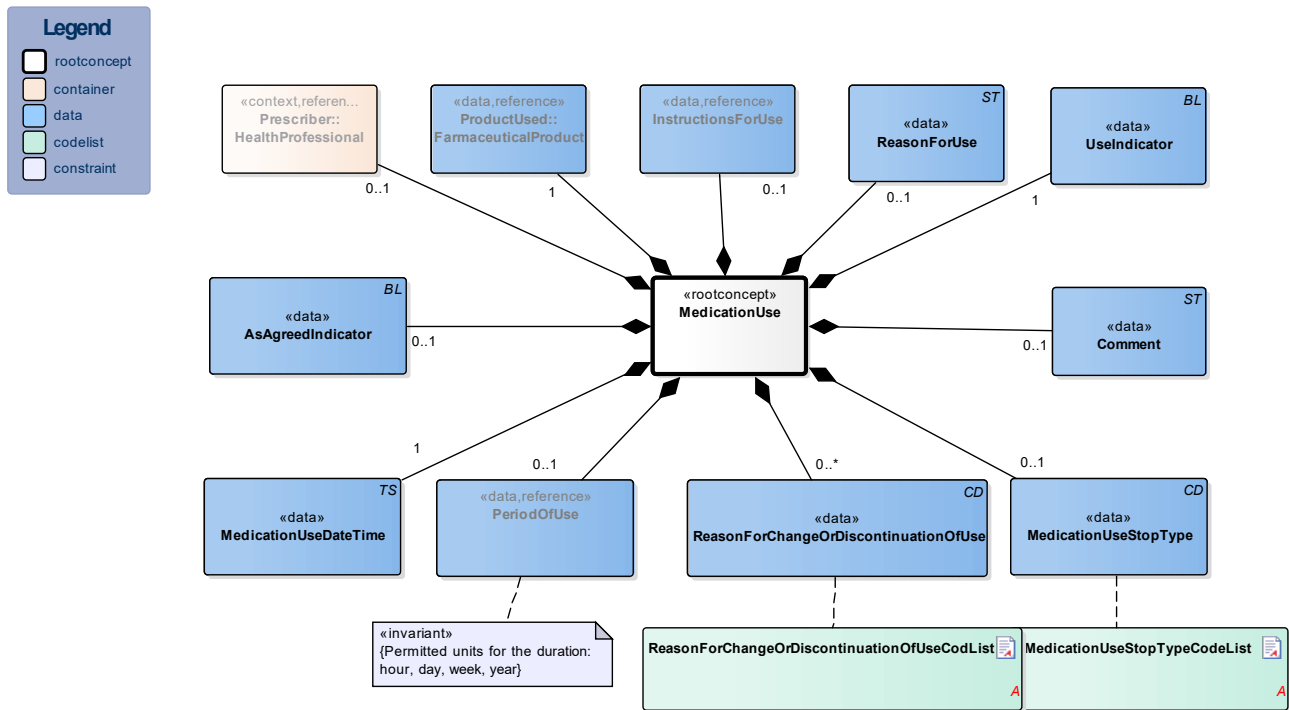 Legend
rootconcept
container
data
codelist
constraint
«context,referen...
Prescriber::
HealthProfessional
0..1
«data,reference»
ProductUsed::
FarmaceuticalProduct
1
«data,reference»
InstructionsForUse
0..1
ST
«data»
ReasonForUse
0..1
BL
«data»
UseIndicator
1
BL
«data»
AsAgreedIndicator
0..1
«rootconcept»
MedicationUse
ST
«data»
Comment
0..1
1
TS
«data»
MedicationUseDateTime
0..1
«data,reference»
PeriodOfUse
0..*
CD
«data»
ReasonForChangeOrDiscontinuationOfUse
0..1
CD
«data»
MedicationUseStopType
«invariant»
{Permitted units for the duration:
hour, day, week, year}
ReasonForChangeOrDiscontinuationOfUseCodList
A
MedicationUseStopTypeCodeList
A